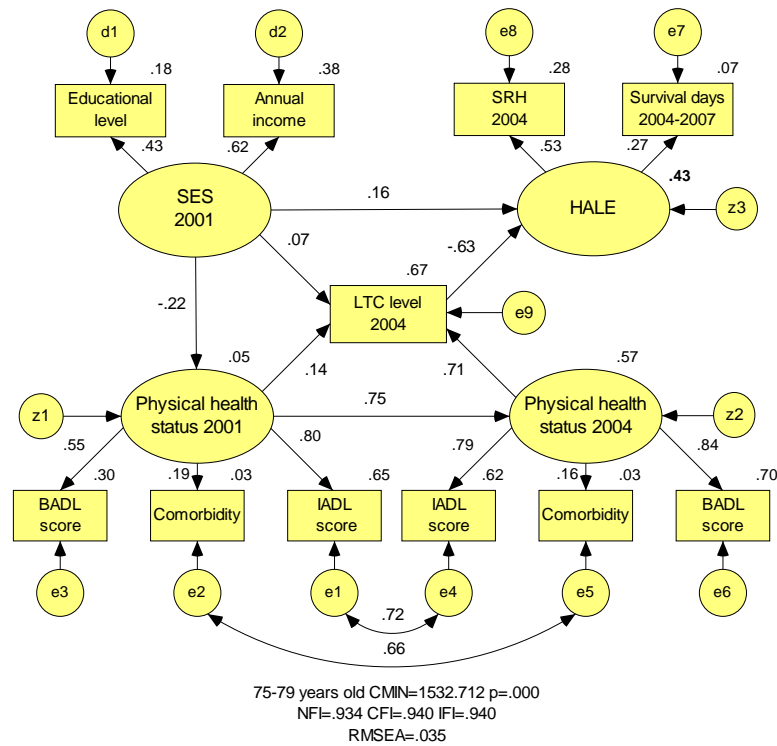 d1
d2
e8
e7
.18
.38
.28
.07
Educational
level
Annual
income
SRH
2004
Survival days
2004-2007
.43
.62
.53
.27
SES
2001
.16
HALE
.43
z3
.07
-.63
.67
LTC level
2004
e9
-.22
.05
.14
.71
.57
z1
Physical health
status 2001
.75
Physical health
status 2004
z2
.55
.80
.79
.84
.30
.19
.03
.65
.62
.16
.03
.70
BADL
score
Comorbidity
IADL
score
IADL
score
Comorbidity
BADL
score
e3
e2
e1
e4
e5
e6
.72
.66
75-79 years old CMIN=1532.712 p=.000
NFI=.934 CFI=.940 IFI=.940
RMSEA=.035